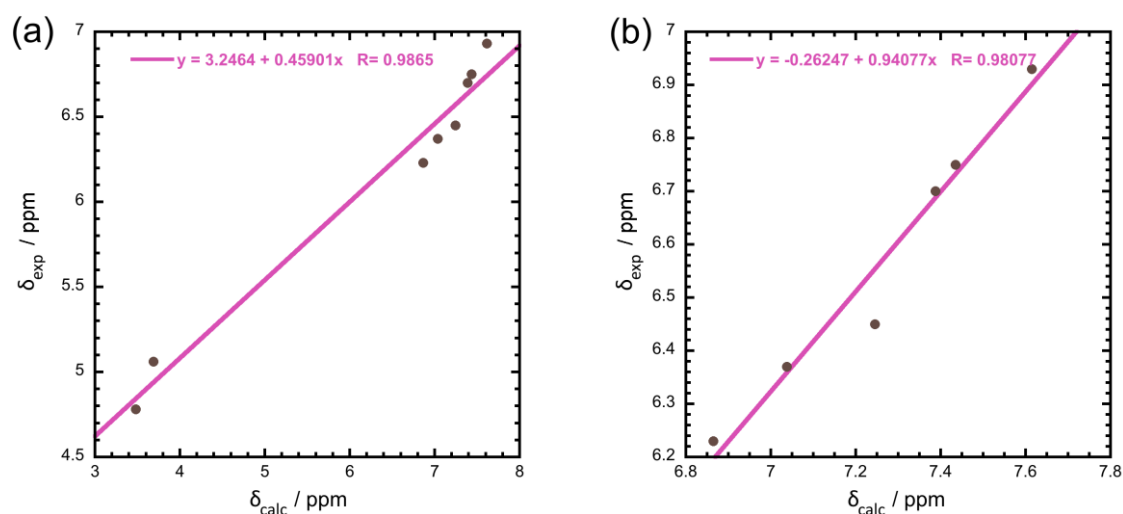 (a)
y = 3.2464 + 0.45901x R= 0.9865
7
6.5
6
5.5
5
4.5
δexp / ppm
3 4 5 6 7 8
δcalc / ppm
(b)
y = -0.26247 + 0.94077x R= 0.98077
7
6.9
6.8
6.7
6.6
6.5
6.4
6.3
6.2
δexp / ppm
6.8 7 7.2 7.4 7.6 7.8
δcalc / ppm